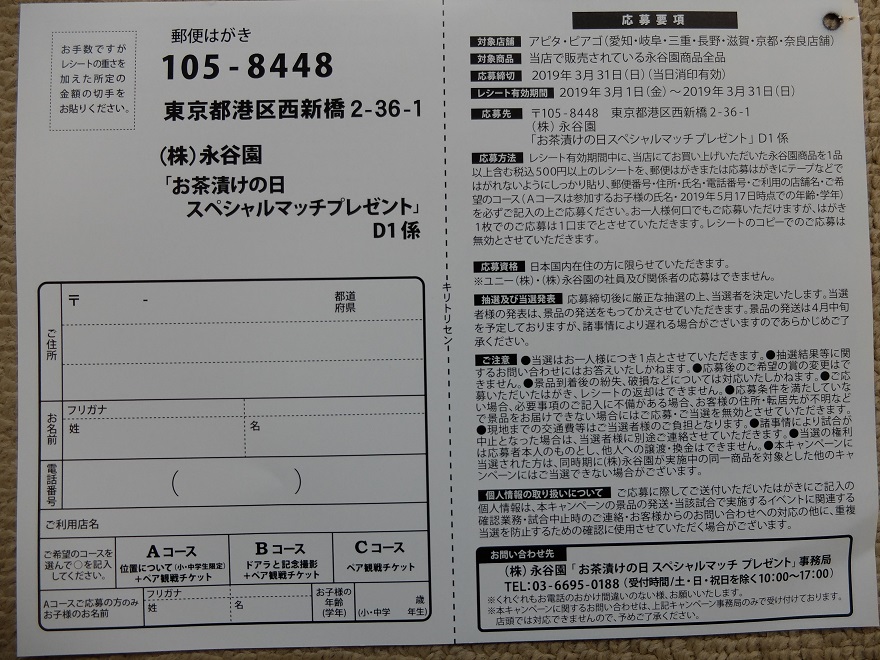 お手数ですが
レシートの重さを
加えた所定の
金額の切手を
お貼りください。
郵便はがき
105-8448
東京都港区西新橋2-36-1
(株)永谷園
「お茶漬けの日
スペシャルマッチプレゼント」
D1係
ご住所
〒 -
都道
府県
お名前
フリガナ
姓
名
電話番号
( )
ご利用店名
ご希望のコースを
選んで○を記入
してください。
Aコース
位置について(小・中学生限定)
+ペア観戦チケット
Bコース
ドアラと記念撮影
+ペア観戦チケット
Cコース
ペア観戦チケット
Aコースご応募の方のみ
お子様のお名前
フリガナ
姓
名
お子様の
年齢
(学年)
歳
(小・中学 年生)
キリトリセン
応募要項
対象店舗 アピタ・ピアゴ(愛知・岐阜・三重・長野・滋賀・京都・奈良店舗)
対象商品 当店で販売されている永谷園商品全品
応募締切 2019年3月31日(日)(当日消印有効)
レシート有効期間 2019年3月1日(金)～2019年3月31日(日)
応募先 〒105-8448 東京都港区西新橋2-36-1
(株)永谷園
「お茶漬けの日スペシャルマッチプレゼント」D1係
応募方法 レシート有効期間中に、当店にてお買い上げいただいた永谷園商品を1品
以上含む税込500円以上のレシートを、郵便はがきまたは応募はがきにテープなどで
はがれないようにしっかり貼り、郵便番号・住所・氏名・電話番号・ご利用の店舗名・ご希
望のコース(Aコースは参加するお子様の氏名・2019年5月17日時点での年齢・学年)
を必ずご記入の上ご応募ください。お一人様何口でもご応募いただけますが、はがき
1枚でのご応募は1口までとさせていただきます。レシートのコピーでのご応募は
無効とさせていただきます。
応募資格 日本国内在住の方に限らせていただきます。
※ユニー(株)・(株)永谷園の社員及び関係者の応募はできません。
抽選及び当選発表 応募締切後に厳正な抽選の上、当選者を決定いたします。当選
者様の発表は、景品の発送をもってかえさせていただきます。景品の発送は4月中旬
を予定しておりますが、諸事情により遅れる場合がございますのであらかじめご了
承ください。
ご注意 ●当選はお一人様につき1点とさせていただきます。●抽選結果等に関
するお問い合わせにはお答えいたしかねます。●応募後のご希望の賞の変更はで
きません。●景品到着後の紛失、破損などについては対応いたしかねます。●ご応
募いただいたはがき、レシートの返却はできません。●応募条件を満たしていな
い場合、必要事項のご記入に不備がある場合、お客様の住所・転居先が不明など
で景品をお届けできない場合にはご応募・ご当選を無効とさせていただきます。
●現地までの交通費等はご当選者様のご負担となります。●諸事情により試合が
中止となった場合は、当選者様に別途ご連絡させていただきます。●当選の権利
は応募者本人のものとし、他人への譲渡・換金はできません。●本キャンペーンに
当選された方は、同時期に(株)永谷園が実施中の同一商品を対象とした他のキャ
ンペーンにはご当選できない場合がございます。
個人情報の取り扱いについて ご応募に際してご送付いただいたはがきにご記入の
個人情報は、本キャンペーンの景品の発送・当該試合で実施するイベントに関連する
確認業務・試合中止時のご連絡・お客様からのお問い合わせへの対応の他に、重複
当選を防止するための確認に使用させていただく場合がございます。
お問い合わせ先
(株)永谷園「お茶漬けの日 スペシャルマッチ プレゼント」事務局
TEL:03-6695-0188(受付時間/土・日・祝日を除く10:00～17:00)
※くれぐれもお電話のおかけ間違いのない様、お願いいたします。
※本キャンペーンに関するお問い合わせは、上記キャンペーン事務局のみで受け付けております。
店頭では対応できませんので、予めご了承ください。